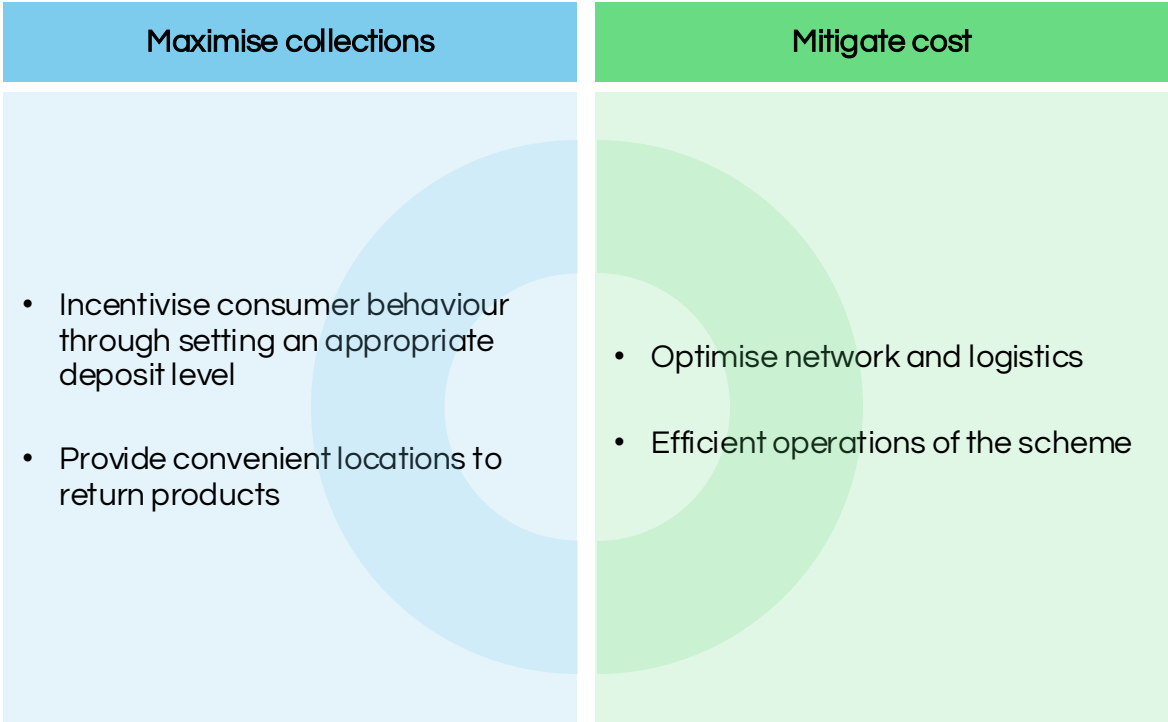 Maximise collections
Mitigate cost
• Incentivise consumer behaviour
through setting an appropriate
deposit level
• Provide convenient locations to
return products
• Optimise network and logistics
• Efficient operations of the scheme